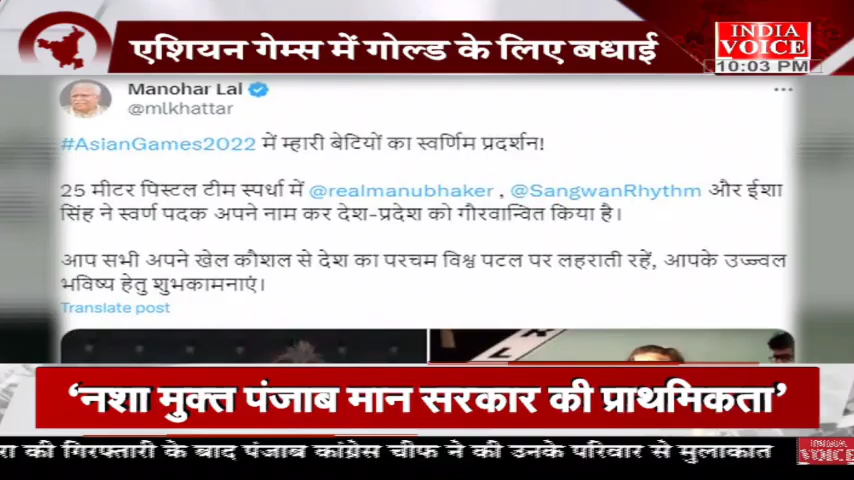 एशियन गेम्स में गोल्ड के लिए बधाई
INDIA
VOICE
10:03 PM
Manohar Lal
@mlkhattar
#AsianGames2022 में म्हारी बेटियों का स्वर्णिम प्रदर्शन!
25 मीटर पिस्टल टीम स्पर्धा में @realmanubhaker , @SangwanRhythm और ईशा
सिंह ने स्वर्ण पदक अपने नाम कर देश-प्रदेश को गौरवान्वित किया है।
आप सभी अपने खेल कौशल से देश का परचम विश्व पटल पर लहराती रहें, आपके उज्ज्वल
भविष्य हेतु शुभकामनाएं।
Translate post
‘नशा मुक्त पंजाब मान सरकार की प्राथमिकता’
की गिरफ्तारी के बाद पंजाब कांग्रेस चीफ ने की उनके परिवार से मुलाकात
INDIA
VOICE